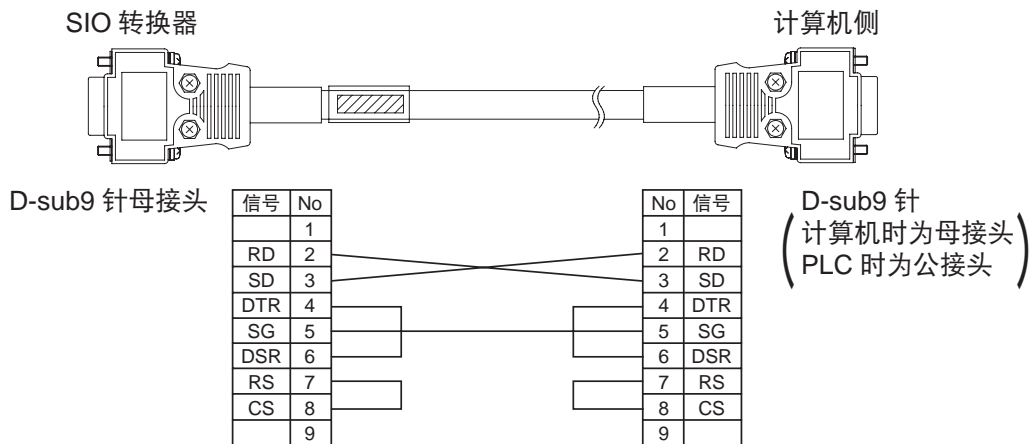 SIO 转换器
计算机侧
D-sub9 针母接头
信号 No
1
RD 2
SD 3
DTR 4
SG 5
DSR 6
RS 7
CS 8
9
No 信号
1
2 RD
3 SD
4 DTR
5 SG
6 DSR
7 RS
8 CS
9
D-sub9 针
(计算机时为母接头
PLC 时为公接头)